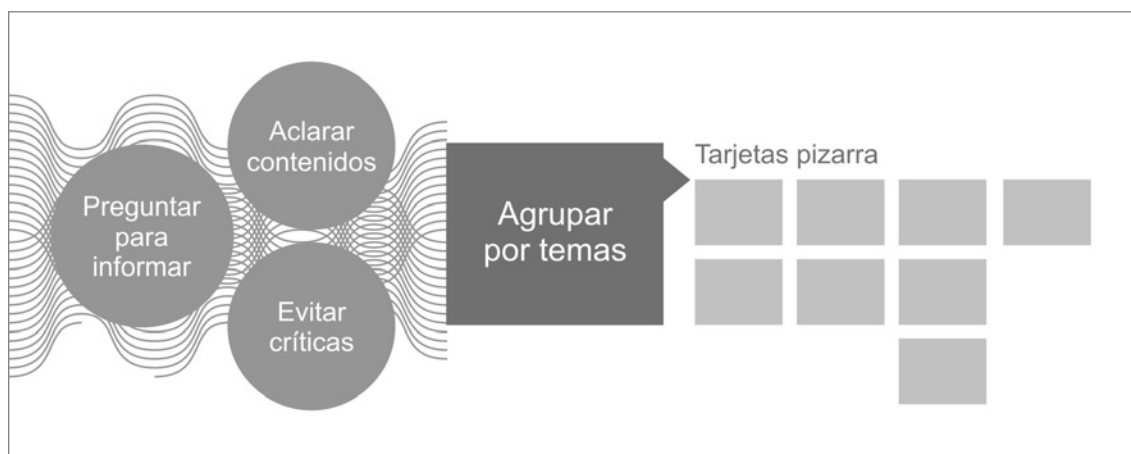 Preguntar
para
informar
Aclarar
contenidos
Evitar
críticas
Agrupar
por temas
Tarjetas pizarra